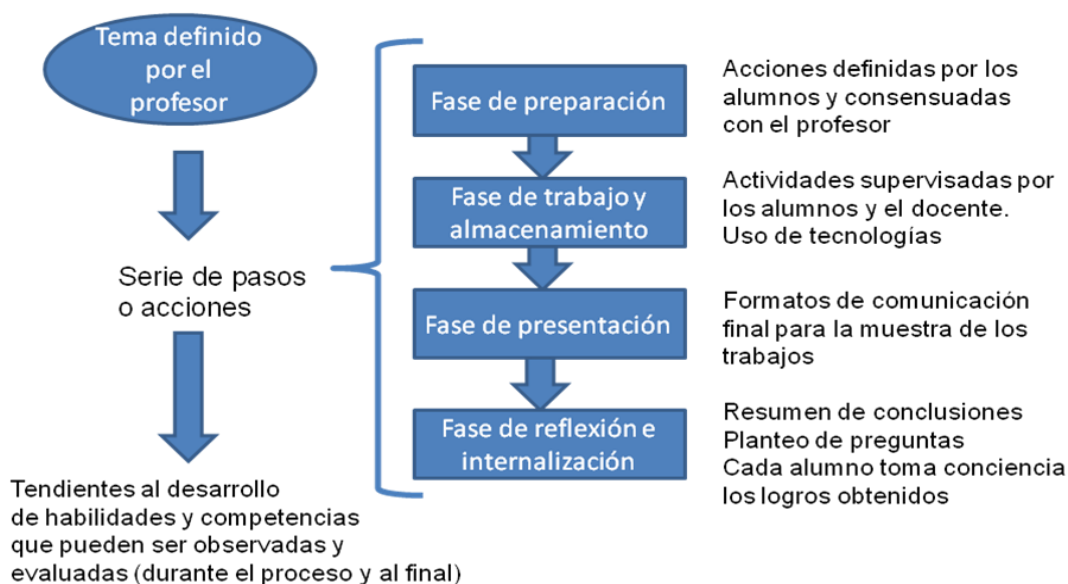 Tema definido
por el
profesor
Serie de pasos
o acciones
Tendientes al desarrollo
de habilidades y competencias
que pueden ser observadas y
evaluadas (durante el proceso y al final)
Fase de preparación
Acciones definidas por los
alumnos y consensuadas
con el profesor
Fase de trabajo y
almacenamiento
Actividades supervisadas por
los alumnos y el docente.
Uso de tecnologías
Fase de presentación
Formatos de comunicación
final para la muestra de los
trabajos
Fase de reflexión e
internalización
Resumen de conclusiones
Planteo de preguntas
Cada alumno toma conciencia
los logros obtenidos